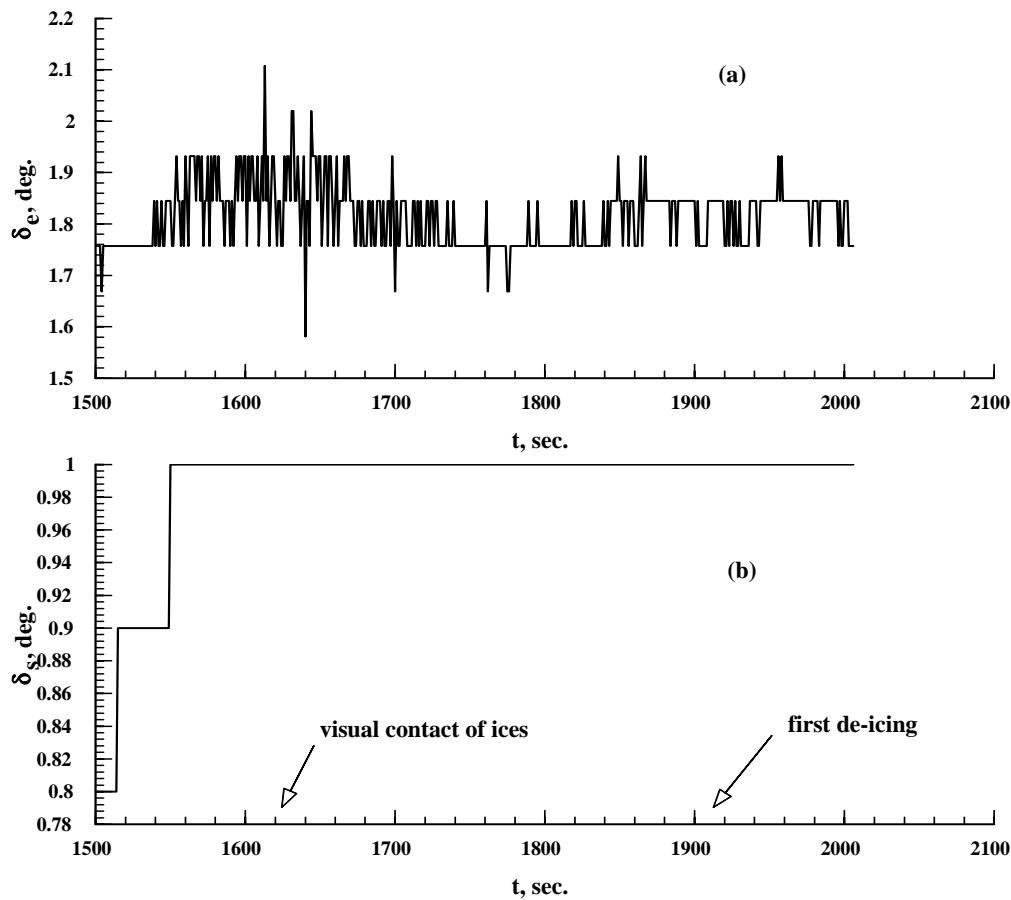 2.2
2.1
2
1.9
1.8
1.7
1.6
1.5
δe, deg.
(a)
1500 1600 1700 1800 1900 2000 2100
t, sec.
1
0.98
0.96
0.94
0.92
0.9
0.88
0.86
0.84
0.82
0.8
0.78
δs, deg.
(b)
visual contact of ices
first de-icing
1500 1600 1700 1800 1900 2000 2100
t, sec.